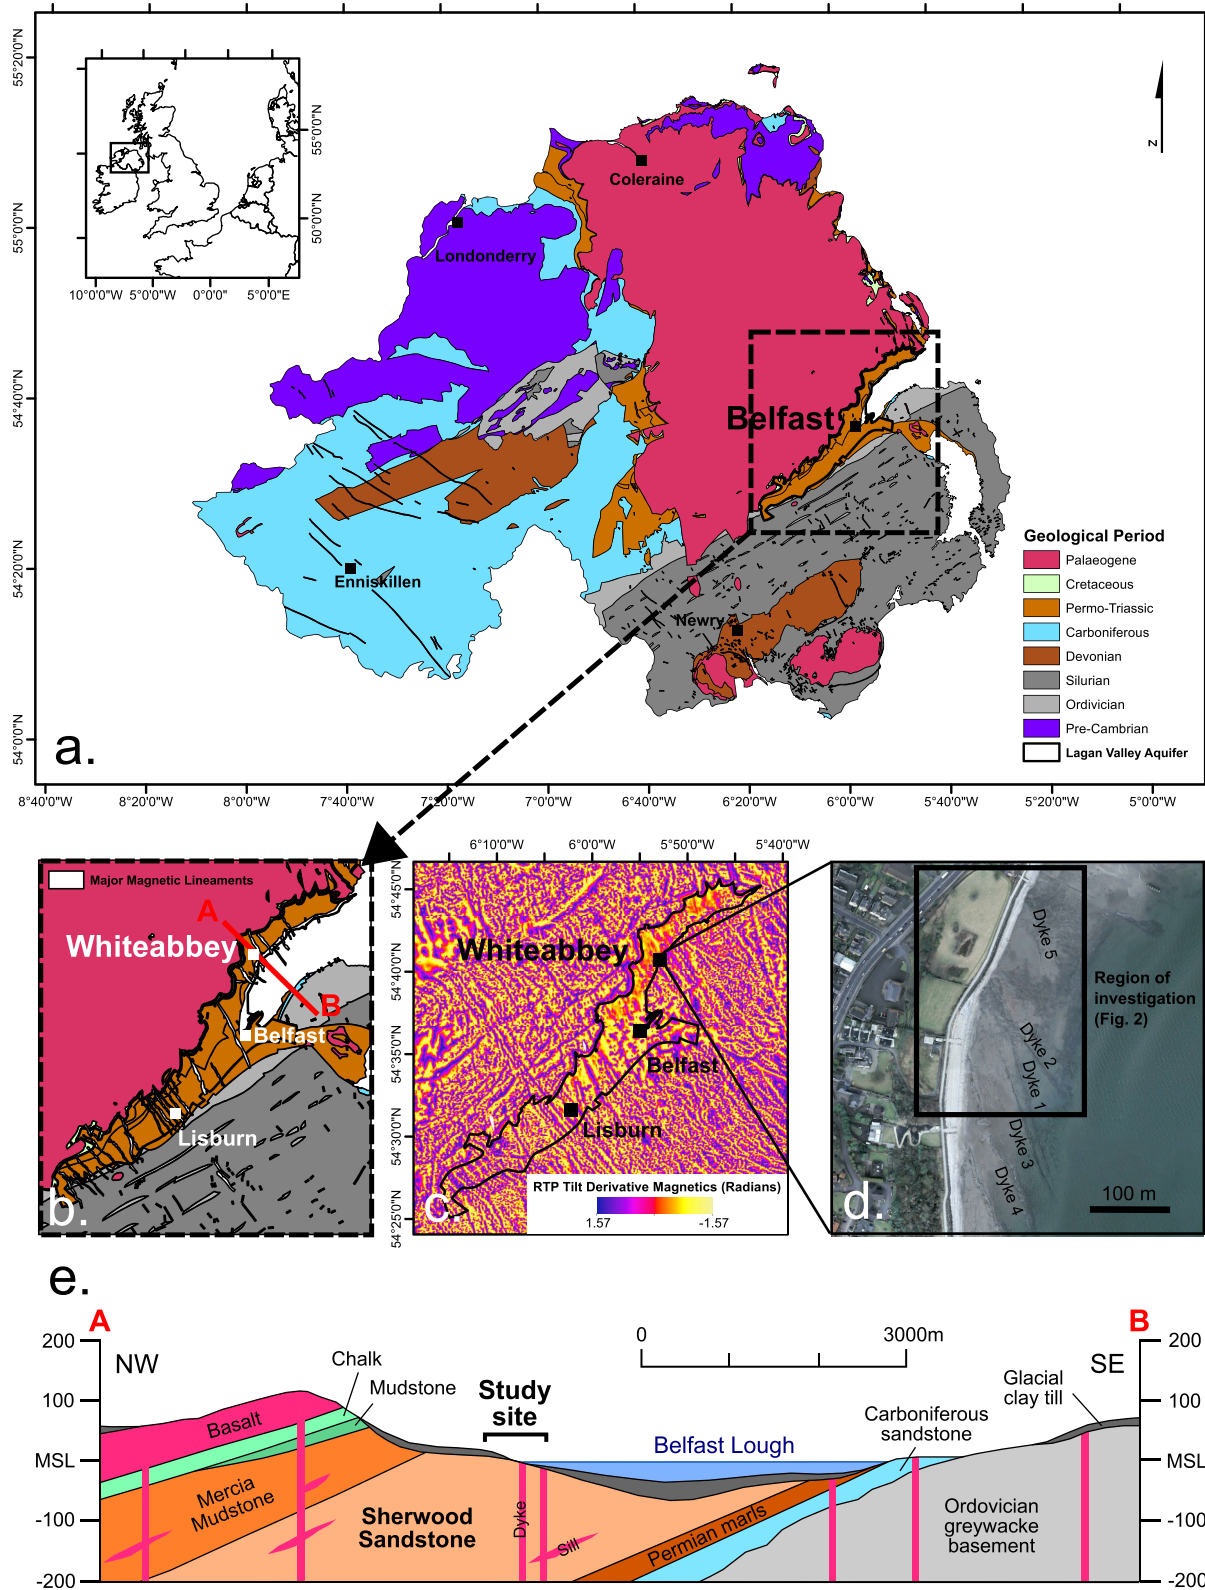 55°20'0"N
55°0'0"N
54°40'0"N
54°20'0"N
54°0'0"N
55°0'0"N
50°0'0"N
10°0'0"W
5°0'0"W
0°0'0"
5°0'0"E
N
Coleraine
Londonderry
Belfast
Enniskillen
Newry
Geological Period
Palaeogene
Cretaceous
Permo-Triassic
Carboniferous
Devonian
Silurian
Ordivician
Pre-Cambrian
Lagan Valley Aquifer
a.
8°40'0"W
8°20'0"W
8°0'0"W
7°40'0"W
7°20'0"W
7°0'0"W
6°40'0"W
6°20'0"W
6°0'0"W
5°40'0"W
5°20'0"W
5°0'0"W
Major Magnetic Lineaments
A
Whiteabbey
B
Belfast
Lisburn
b.
6°10'0"W
6°0'0"W
5°50'0"W
5°40'0"W
54°45'0"N
54°40'0"N
54°35'0"N
54°30'0"N
54°25'0"N
Whiteabbey
Belfast
Lisburn
RTP Tilt Derivative Magnetics (Radians)
1.57
-1.57
c.
Dyke 5
Region of
investigation
(Fig. 2)
Dyke 2
Dyke 1
Dyke 3
Dyke 4
100 m
d.
e.
A
B
200
100
MSL
-100
-200
NW
Chalk
Mudstone
Basalt
Mercia
Mudstone
Sherwood
Sandstone
Study
site
Dyke
Sill
0
3000m
Belfast Lough
Permian marls
Carboniferous
sandstone
Glacial
clay till
SE
Ordovician
greywacke
basement
200
100
MSL
-100
-200